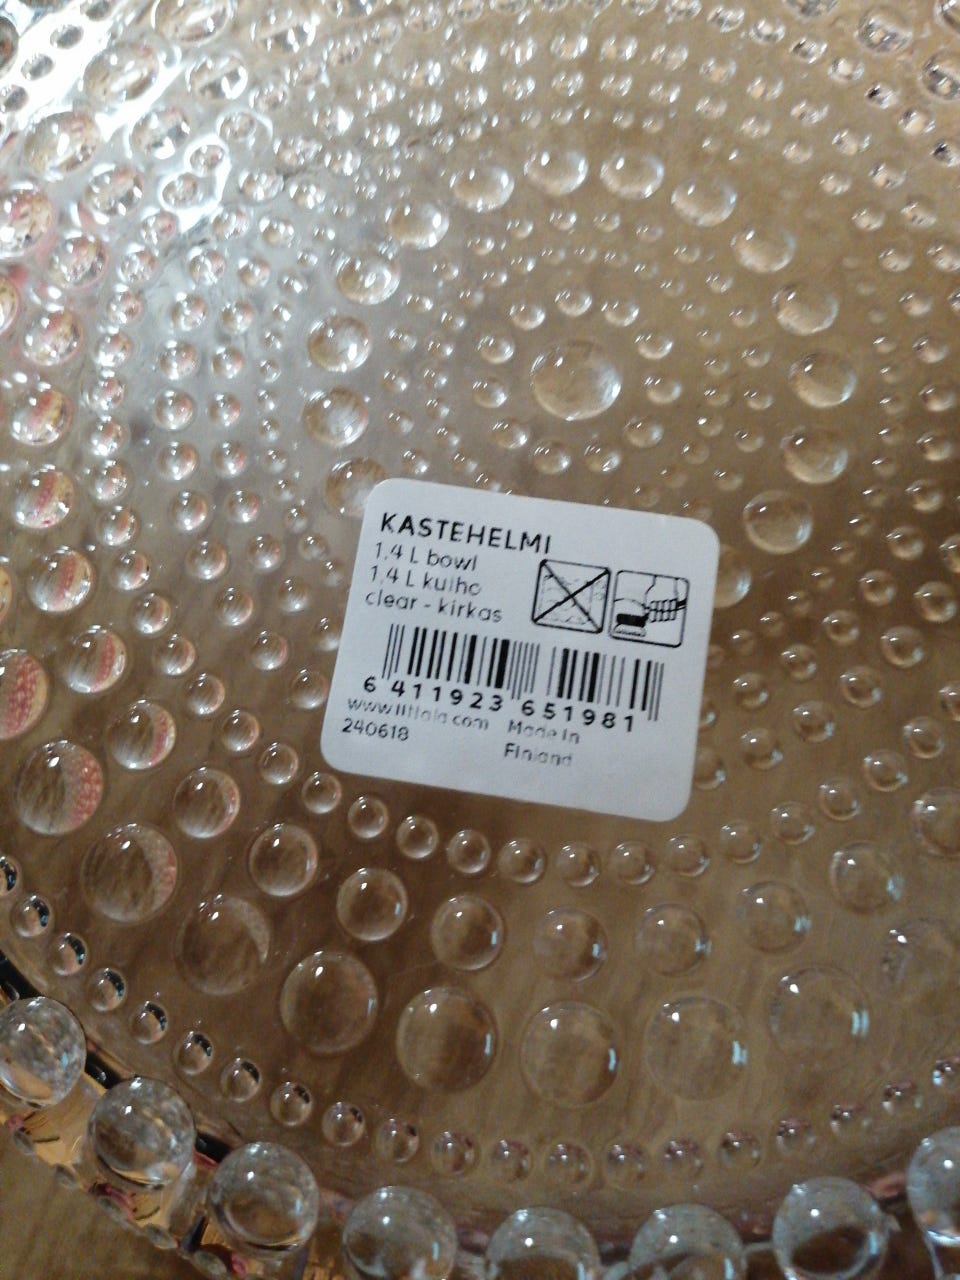 KASTEHELMI
1,4 L bowl
1,4 L kulho
clear - kirkas
6 411923 651981
www.iittala.com Made in
240618 Finland